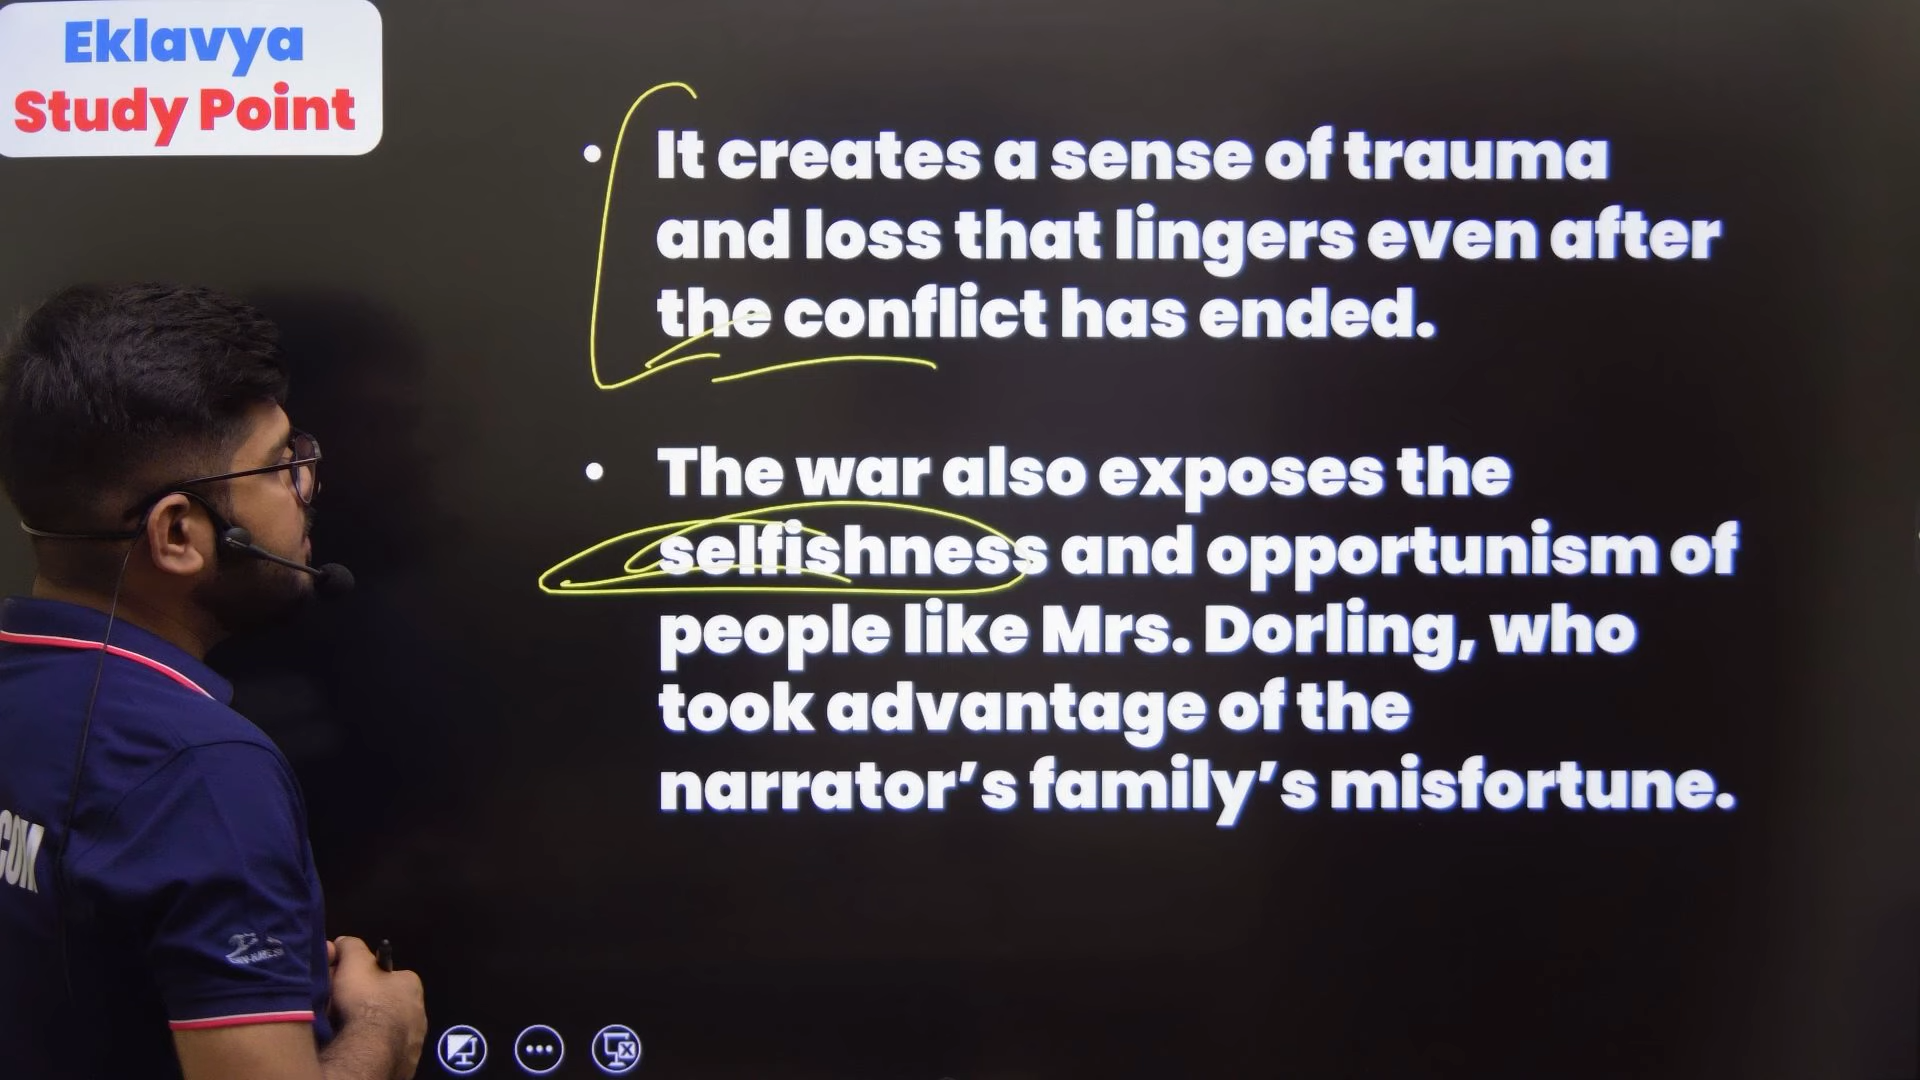 Eklavya
Study Point
• It creates a sense of trauma
and loss that lingers even after
the conflict has ended.
• The war also exposes the
selfishness and opportunism of
people like Mrs. Dorling, who
took advantage of the
narrator’s family’s misfortune.
COM